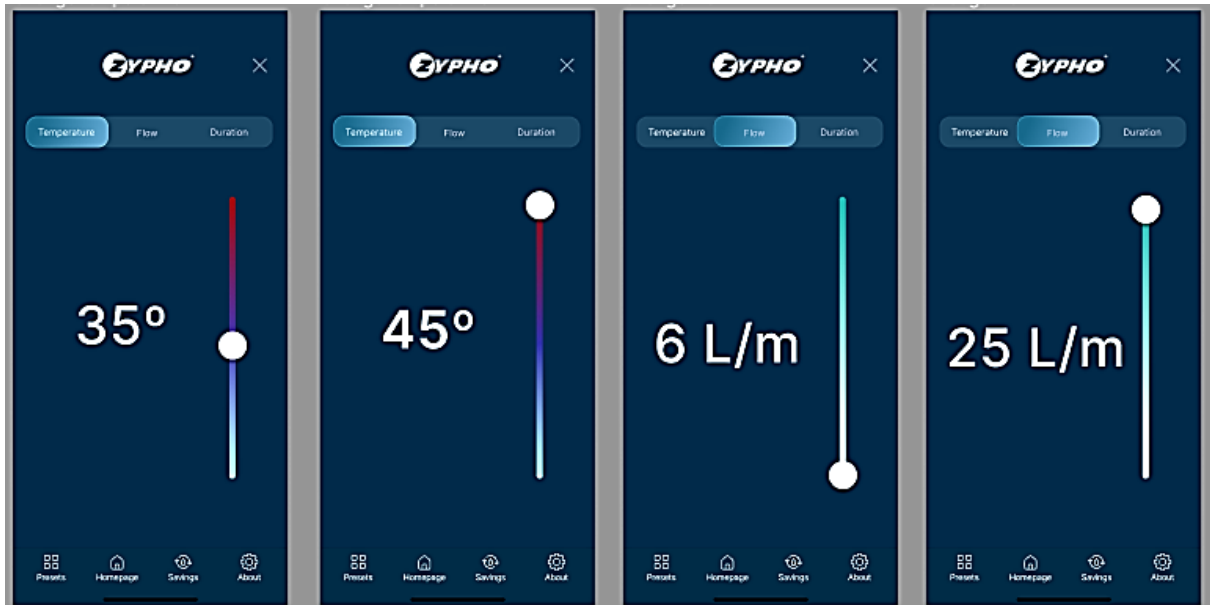 ZYPHO
Temperature Flow Duration
35º
Presets Homepage Savings About
ZYPHO
Temperature Flow Duration
45º
Presets Homepage Savings About
ZYPHO
Temperature Flow Duration
6 L/m
Presets Homepage Savings About
ZYPHO
Temperature Flow Duration
25 L/m
Presets Homepage Savings About